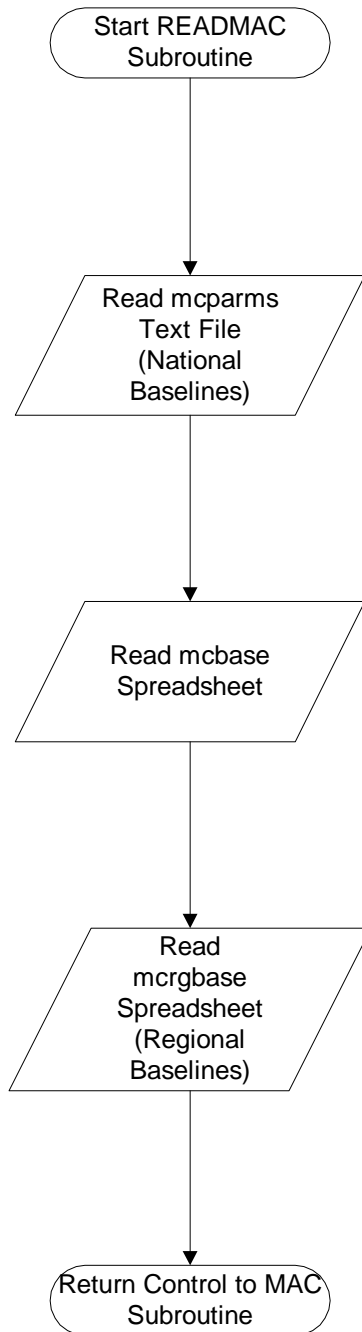 Start READMAC
Subroutine
Read mcparms
Text File
(National
Baselines)
Read mcbase
Spreadsheet
Read
mcrgbase
Spreadsheet
(Regional
Baselines)
Return Control to MAC
Subroutine